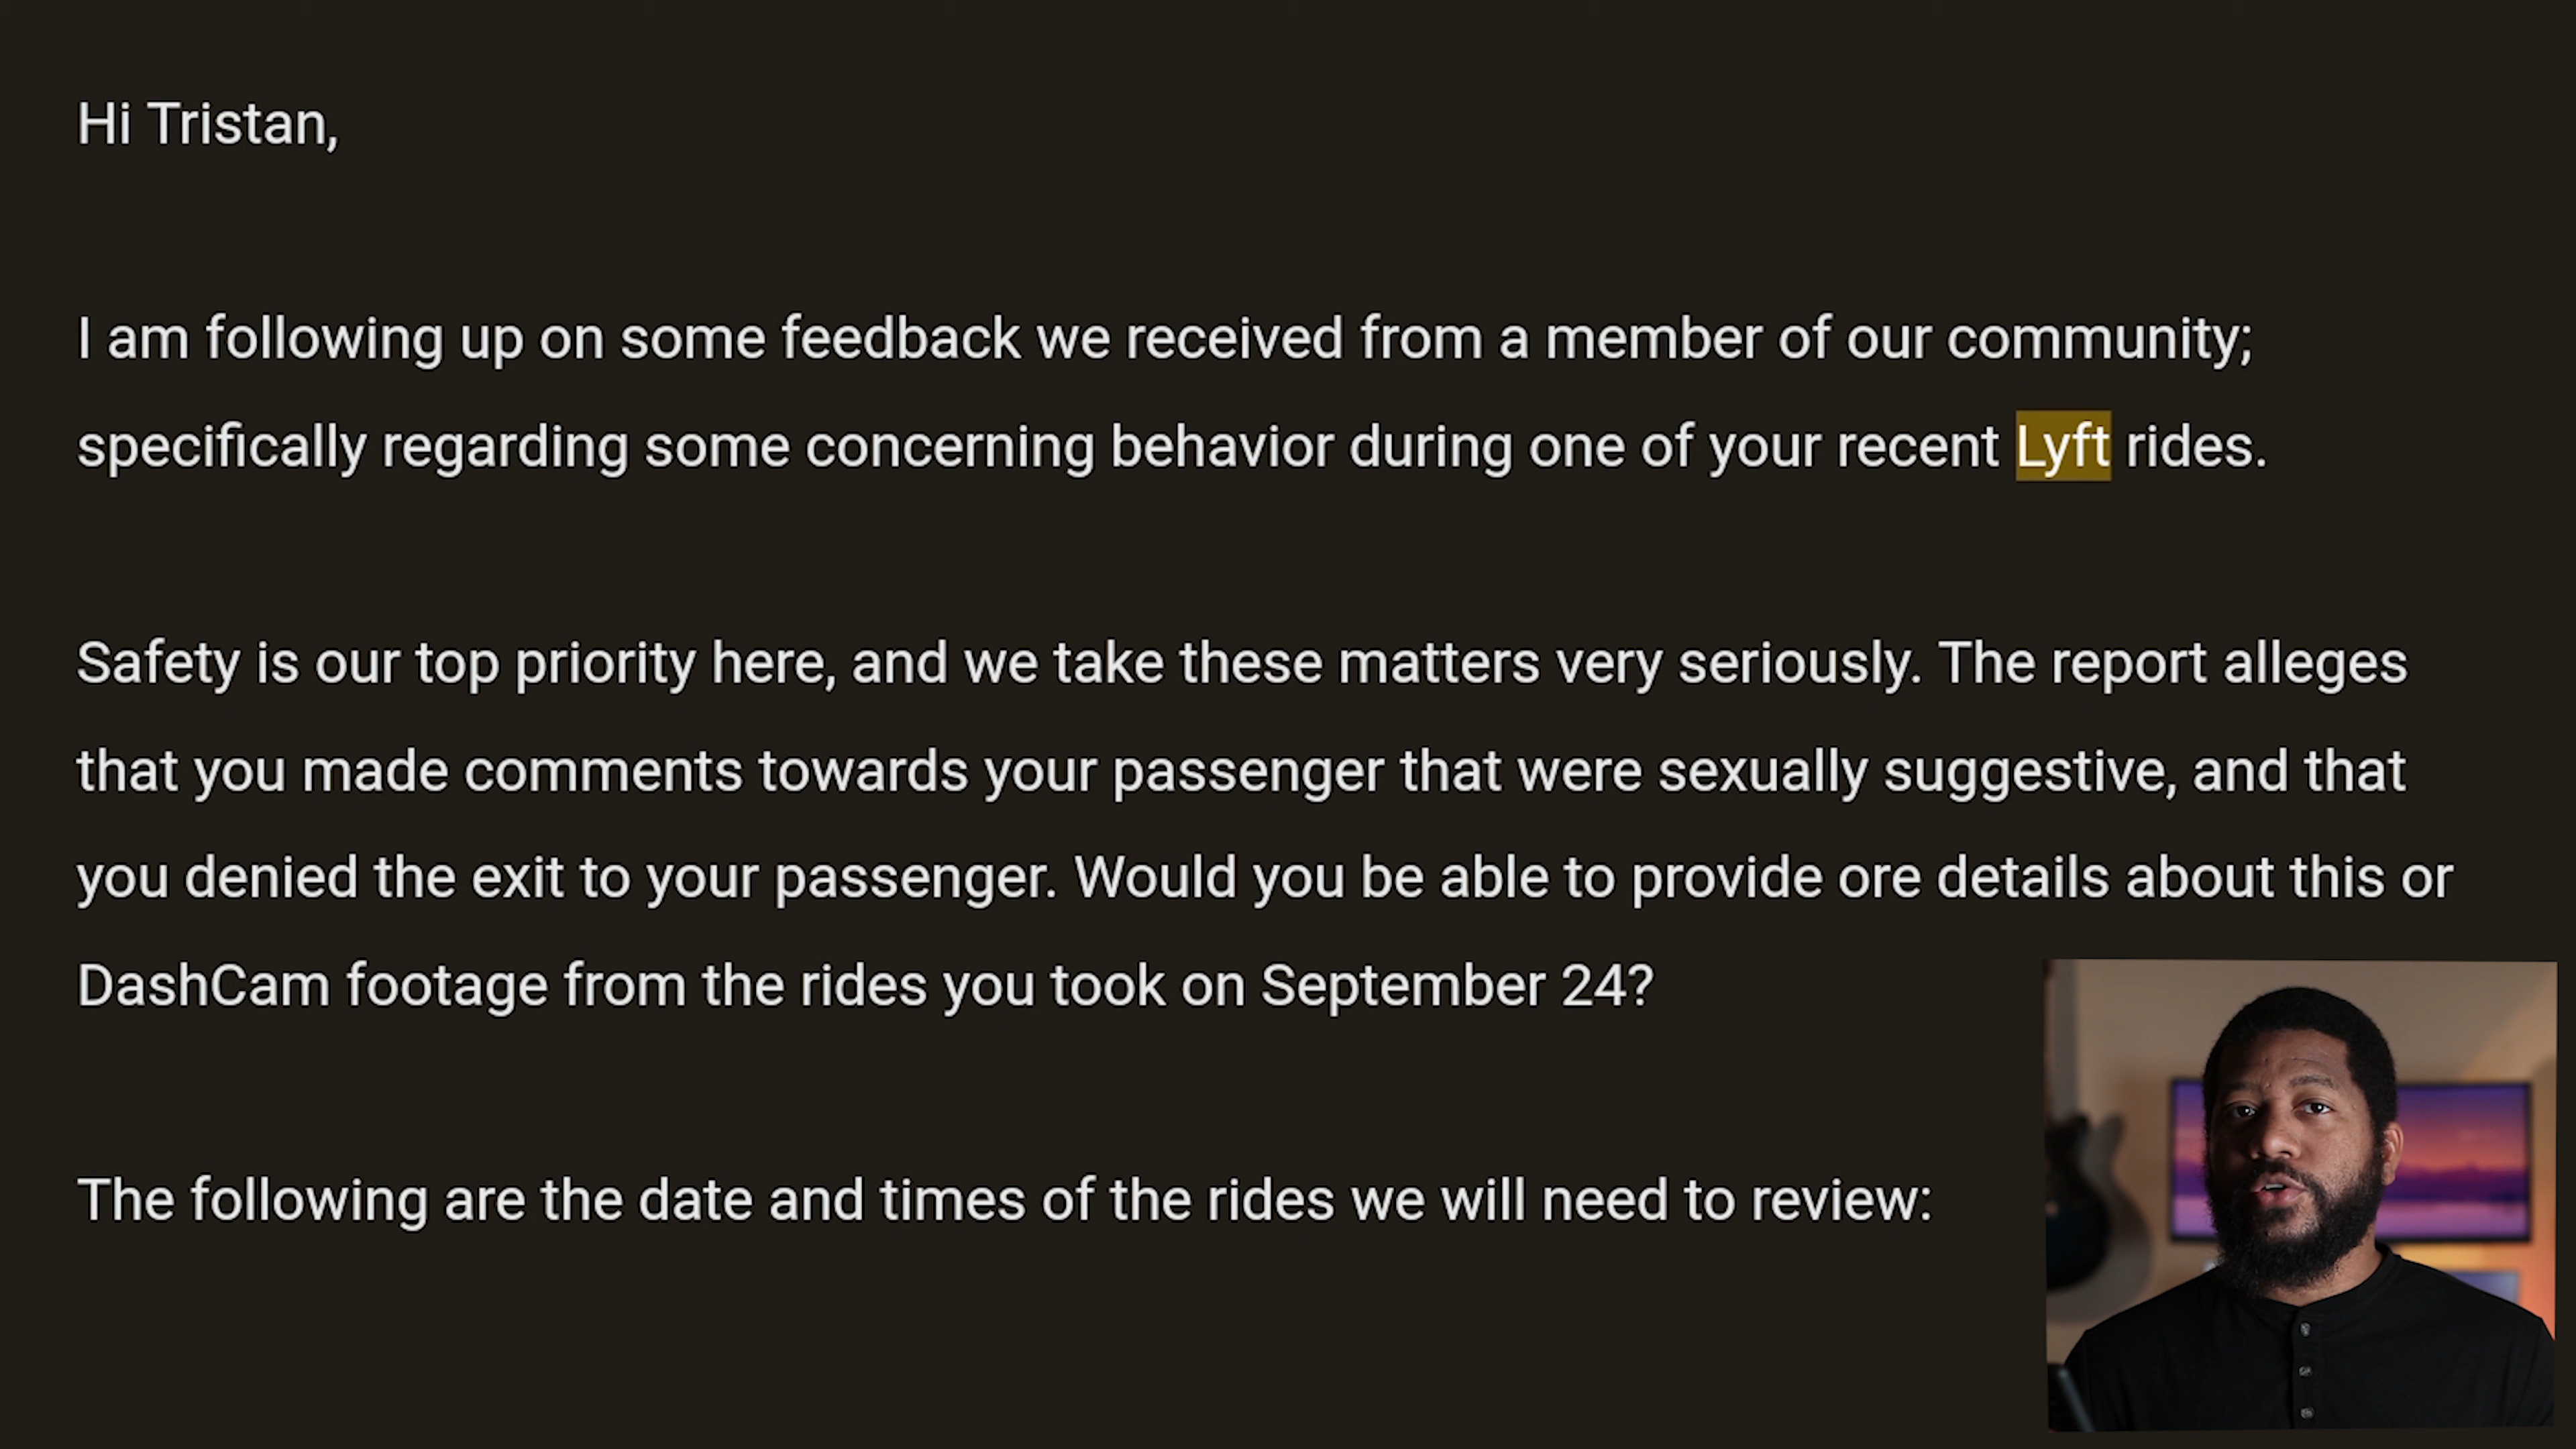 Hi Tristan,
I am following up on some feedback we received from a member of our community;
specifically regarding some concerning behavior during one of your recent Lyft rides.
Safety is our top priority here, and we take these matters very seriously. The report alleges
that you made comments towards your passenger that were sexually suggestive, and that
you denied the exit to your passenger. Would you be able to provide ore details about this or
DashCam footage from the rides you took on September 24?
The following are the date and times of the rides we will need to review: